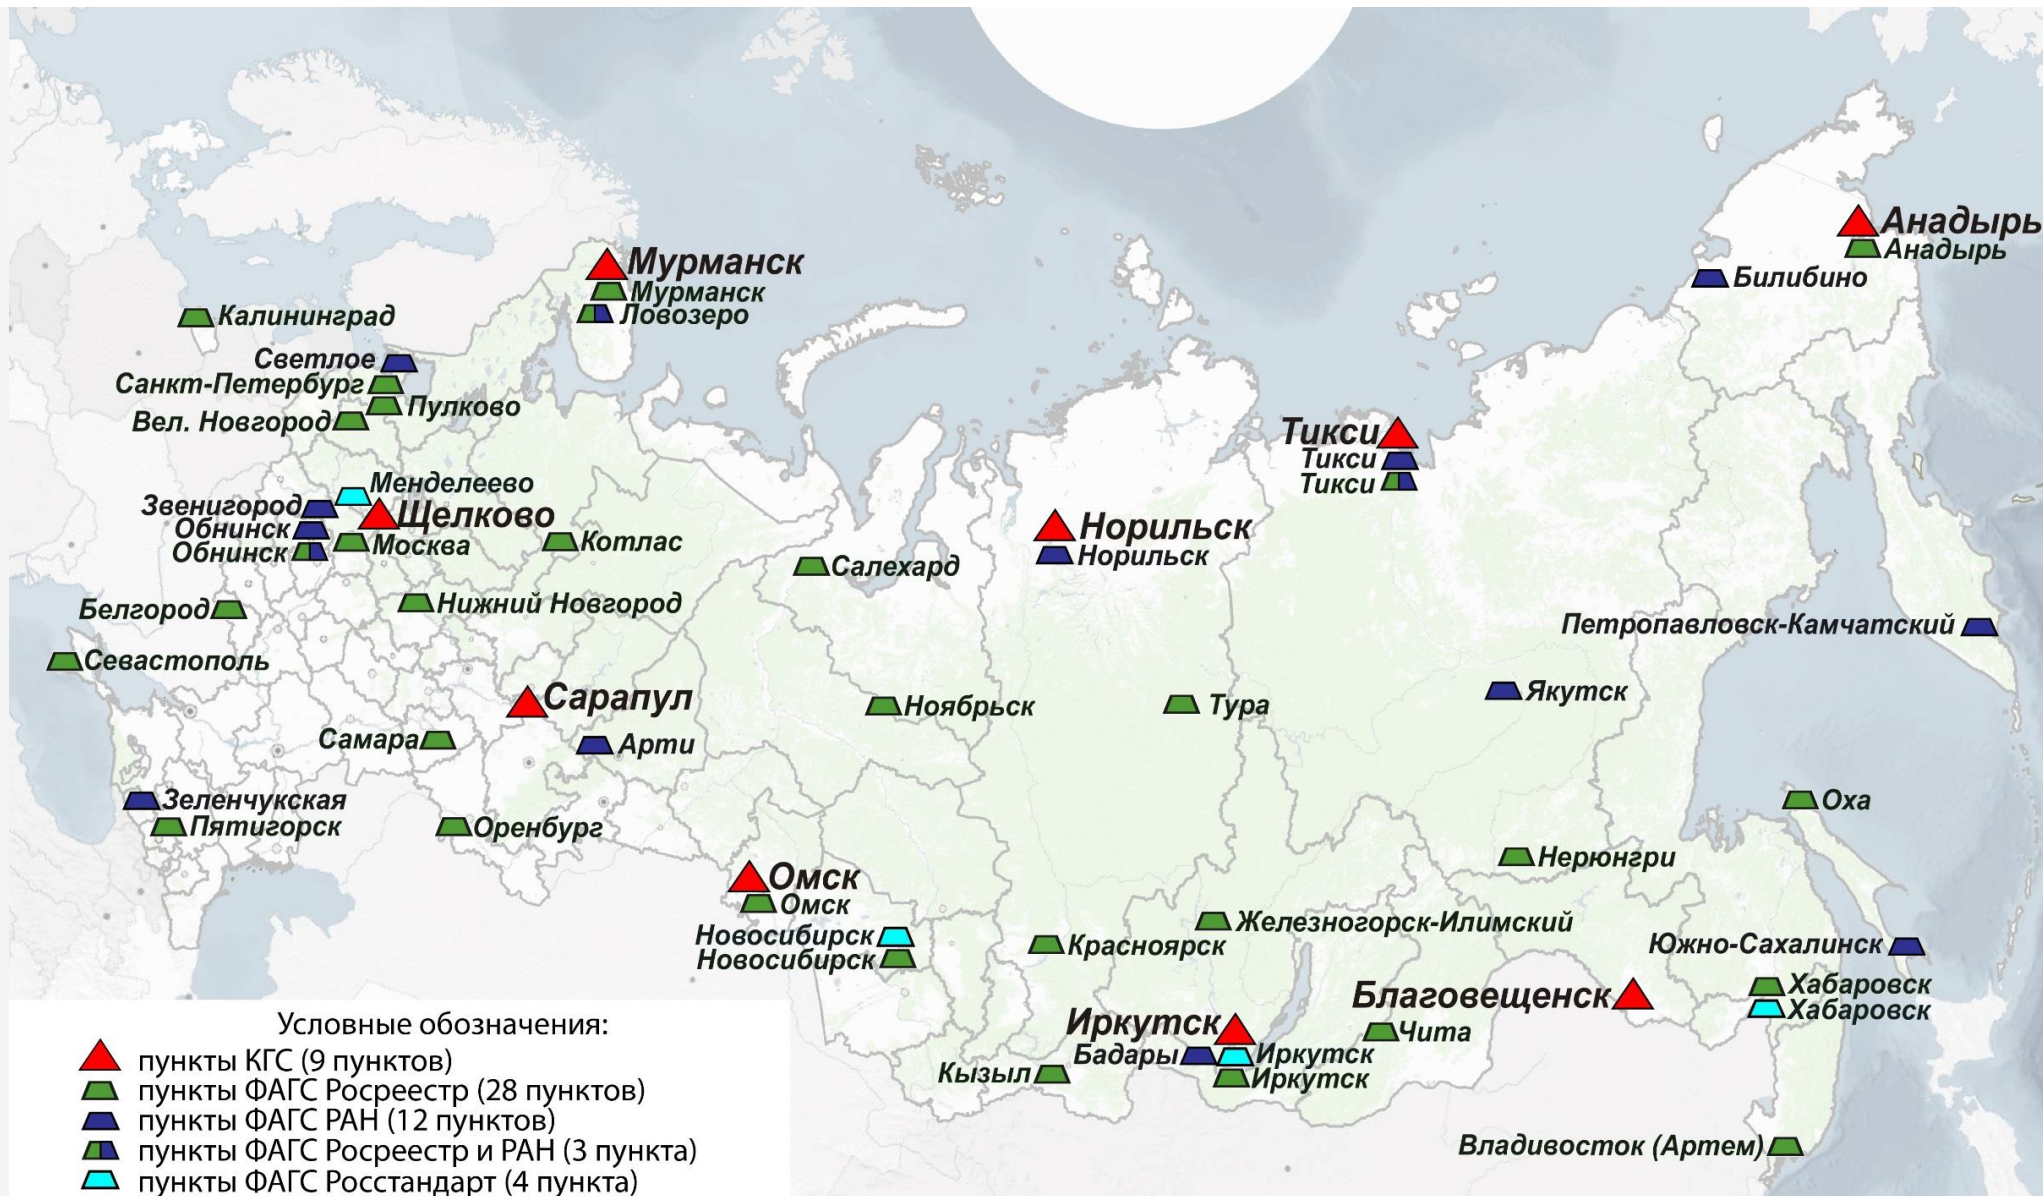 Анадырь
Анадырь
Билибино
Мурманск
Мурманск
Ловозеро
Калининград
Светлое
Санкт-Петербург
Пулково
Вел. Новгород
Тикси
Тикси
Тикси
Менделеево
Звенигород
Щелково
Обнинск
Москва
Обнинск
Котлас
Норильск
Норильск
Салехард
Белгород
Нижний Новгород
Петропавловск-Камчатский
Севастополь
Сарапул
Ноябрьск
Тура
Якутск
Самара
Арти
Зеленчукская
Пятигорск
Оренбург
Оха
Нерюнгри
Омск
Омск
Железногорск-Илимский
Новосибирск
Новосибирск
Красноярск
Южно-Сахалинск
Хабаровск
Хабаровск
Благовещенск
Иркутск
Чита
Бадары
Иркутск
Иркутск
Кызыл
Владивосток (Артем)
Условные обозначения:
пункты КГС (9 пунктов)
пункты ФАГС Росреестр (28 пунктов)
пункты ФАГС РАН (12 пунктов)
пункты ФАГС Росреестр и РАН (3 пункта)
пункты ФАГС Росстандарт (4 пункта)